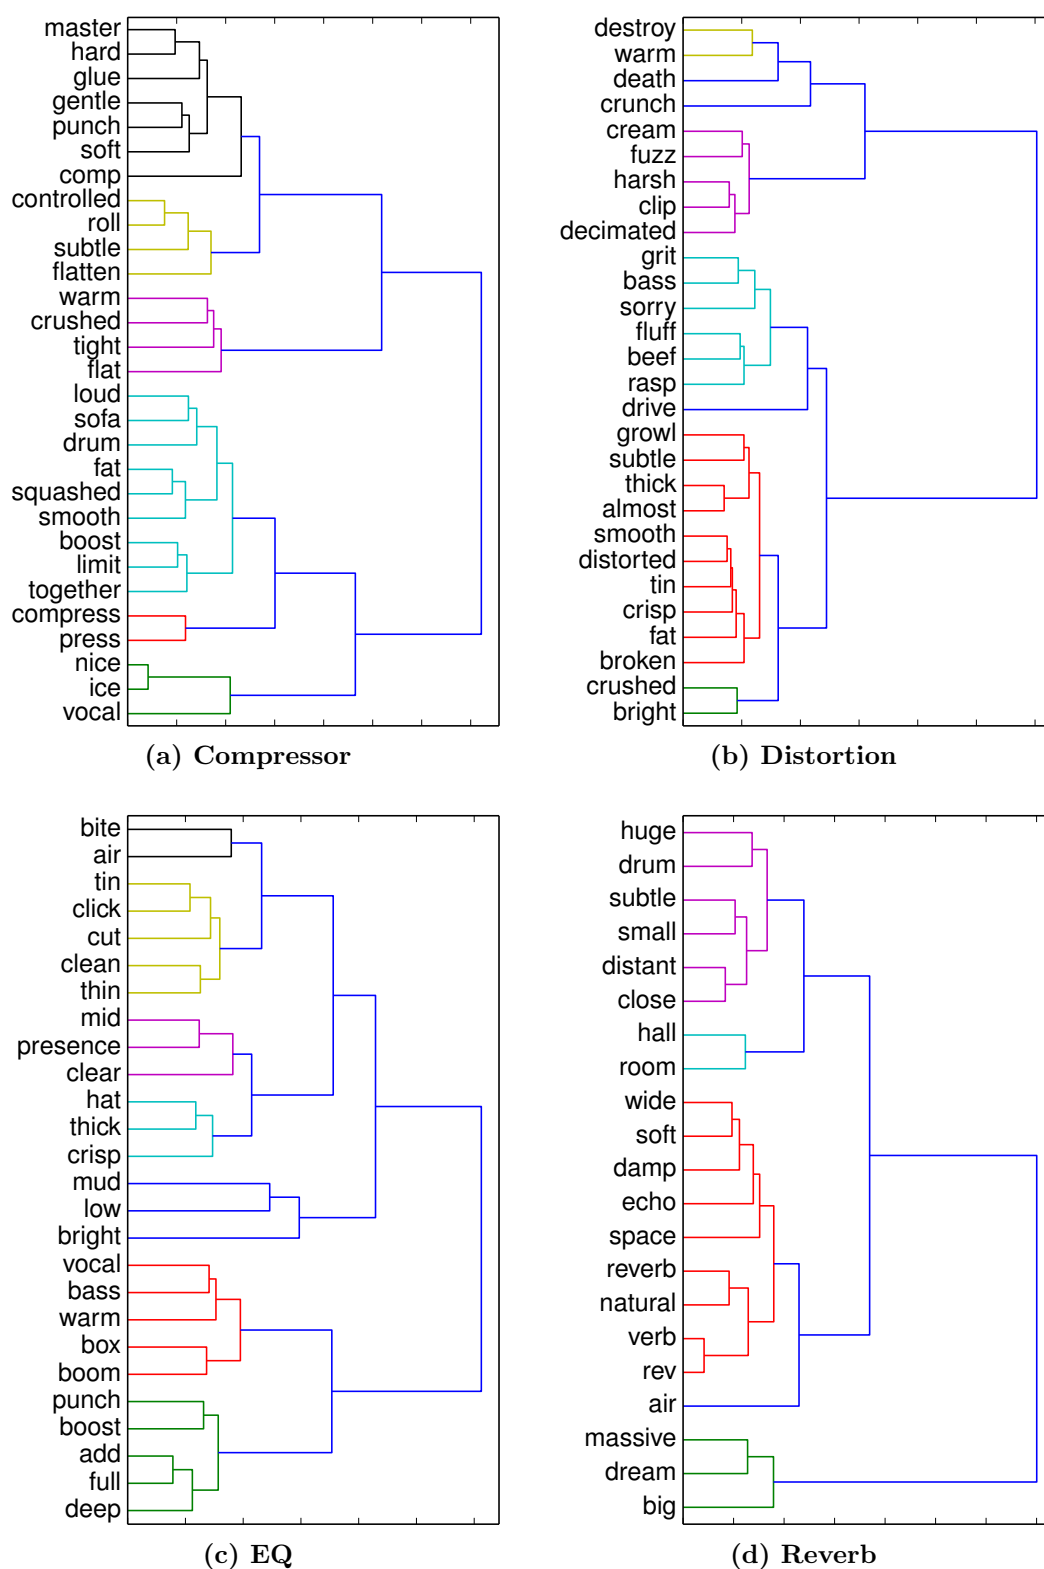 master
hard
glue
gentle
punch
soft
comp
controlled
roll
subtle
flatten
warm
crushed
tight
flat
loud
sofa
drum
fat
squashed
smooth
boost
limit
together
compress
press
nice
ice
vocal
(a) Compressor
destroy
warm
death
crunch
cream
fuzz
harsh
clip
decimated
grit
bass
sorry
fluff
beef
rasp
drive
growl
subtle
thick
almost
smooth
distorted
tin
crisp
fat
broken
crushed
bright
(b) Distortion
bite
air
tin
click
cut
clean
thin
mid
presence
clear
hat
thick
crisp
mud
low
bright
vocal
bass
warm
box
boom
punch
boost
add
full
deep
(c) EQ
huge
drum
subtle
small
distant
close
hall
room
wide
soft
damp
echo
space
reverb
natural
verb
rev
air
massive
dream
big
(d) Reverb